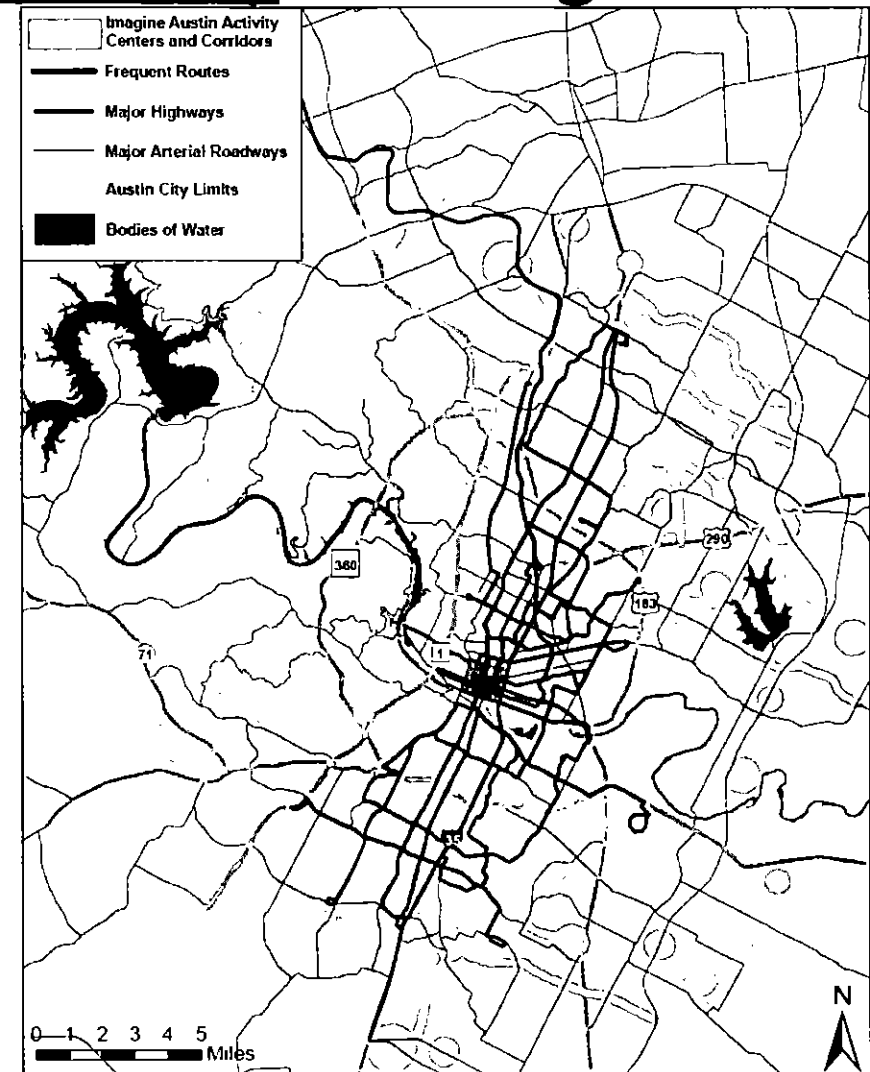 Imagine Austin Activity
Centers and Corridors
Frequent Routes
Major Highways
Major Arterial Roadways
Austin City Limits
Bodies of Water
290
360
183
71
1
35
N
0 1 2 3 4 5
Miles